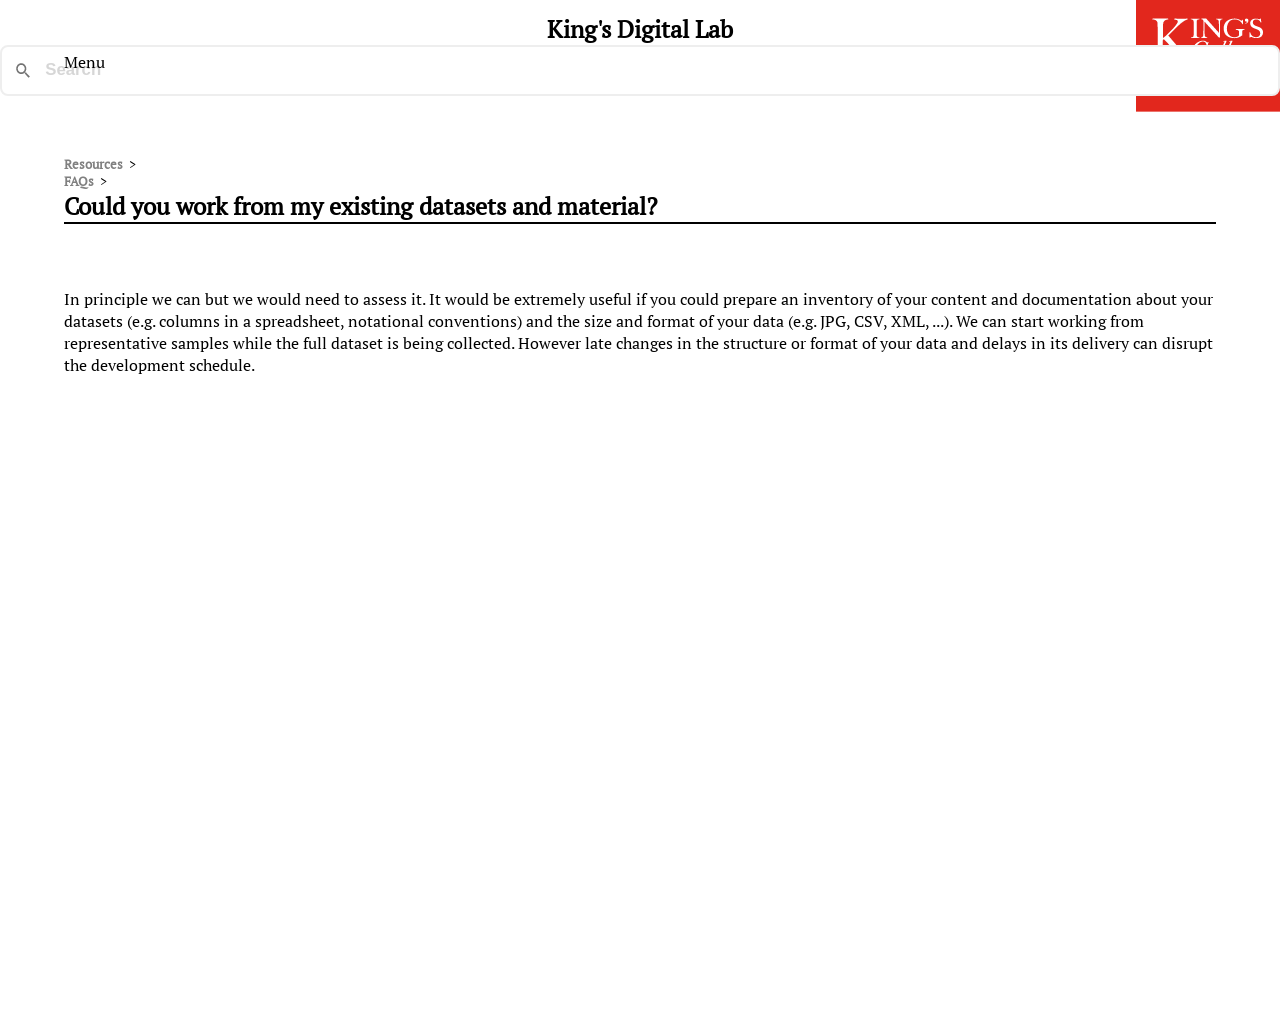 King's Digital Lab
KING'S
Menu
Search
Resources >
FAQs >
Could you work from my existing datasets and material?
In principle we can but we would need to assess it. It would be extremely useful if you could prepare an inventory of your content and documentation about your
datasets (e.g. columns in a spreadsheet, notational conventions) and the size and format of your data (e.g. JPG, CSV, XML, ...). We can start working from
representative samples while the full dataset is being collected. However late changes in the structure or format of your data and delays in its delivery can disrupt
the development schedule.